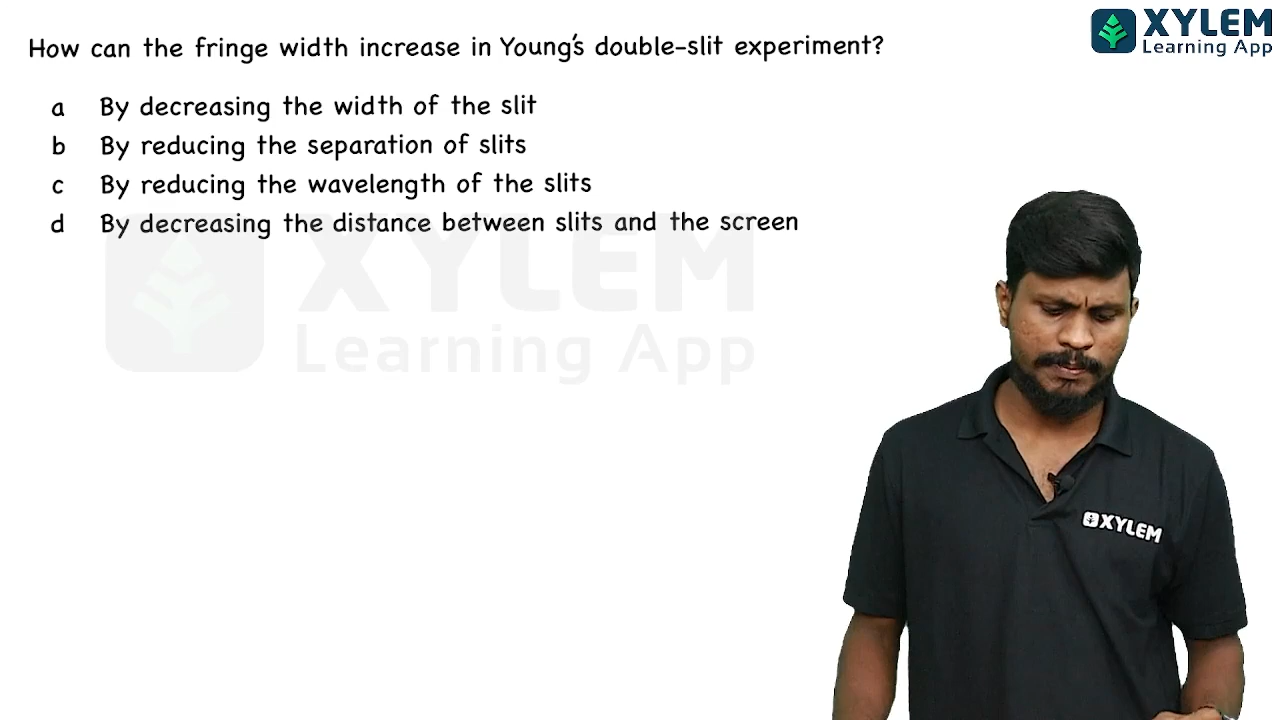 XYLEM
Learning App
How can the fringe width increase in Young's double-slit experiment?
a By decreasing the width of the slit
b By reducing the separation of slits
c By reducing the wavelength of the slits
d By decreasing the distance between slits and the screen
XYLEM
Learning App
XYLEM